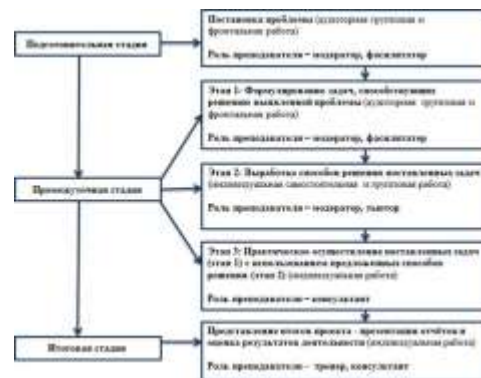 Подготовительная стадия
Постановка проблемы (аудиторная групповая и
фронтальная работа)
Роль преподавателя – модератор, фасилитатор
Промежуточная стадия
Этап 1- Формулирование задач, способствующих
решению выявленной проблемы (аудиторная групповая и
фронтальная работа)
Роль преподавателя – модератор, фасилитатор
Этап 2- Выработка способов решения поставленных задач
(индивидуальная самостоятельная и групповая работа)
Роль преподавателя – модератор, тьютор
Этап 3: Практическое осуществление поставленных задач
(этап 1) с использованием предложенных способов
решения (этап 2) (индивидуальная работа)
Роль преподавателя – консультант
Итоговая стадия
Представление итогов проекта - презентация отчётов и
оценка результатов деятельности (индивидуальная работа)
Роль преподавателя – тренер, консультант